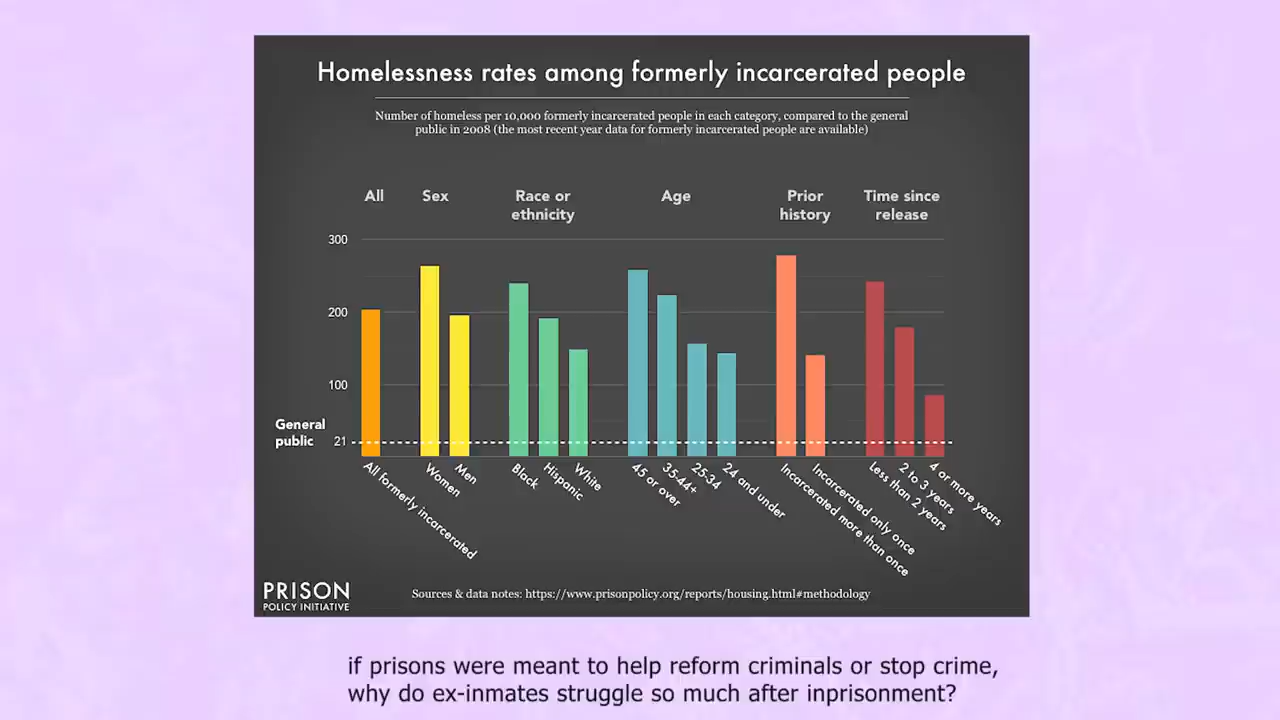 Homelessness rates among formerly incarcerated people
Number of homeless per 10,000 formerly incarcerated people in each category, compared to the general
public in 2008 (the most recent year data for formerly incarcerated people are available)
All
Sex
Race or
ethnicity
Age
Prior
history
Time since
release
300
200
100
General
public
21
All formerly incarcerated
Women
Men
Black
Hispanic
White
45 or over
35-44+
25-34
24 and under
Incarcerated more than once
Incarcerated only once
Less than 2 years
2 to 3 years
4 or more years
PRISON
POLICY INITIATIVE
Sources & data notes: https://www.prisonpolicy.org/reports/housing.html#methodology
if prisons were meant to help reform criminals or stop crime,
why do ex-inmates struggle so much after inprisonment?